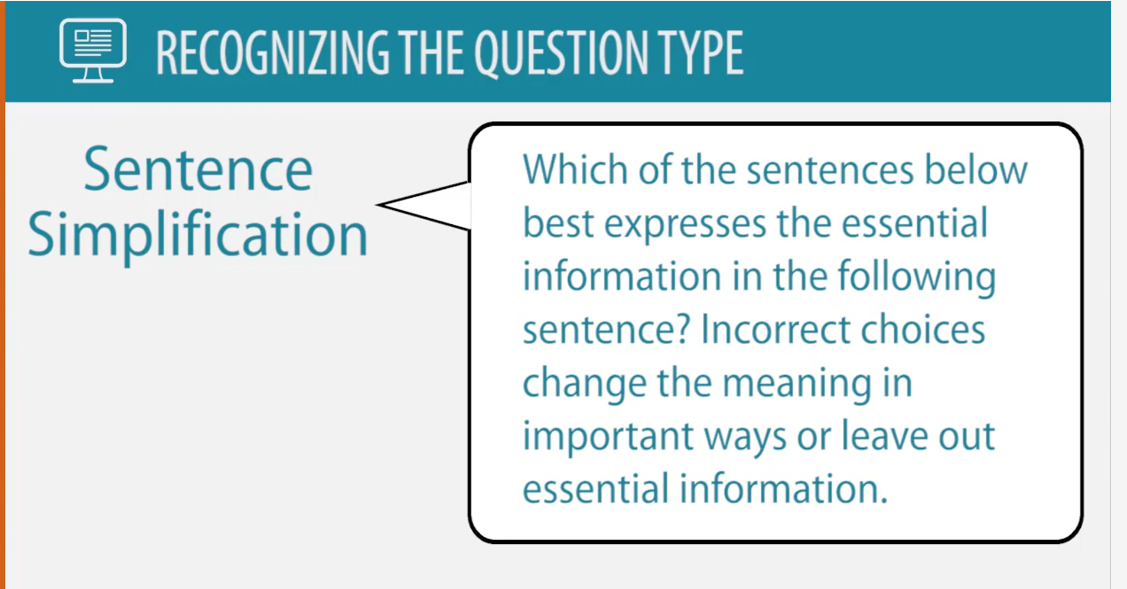 RECOGNIZING THE QUESTION TYPE
Sentence
Simplification
Which of the sentences below
best expresses the essential
information in the following
sentence? Incorrect choices
change the meaning in
important ways or leave out
essential information.